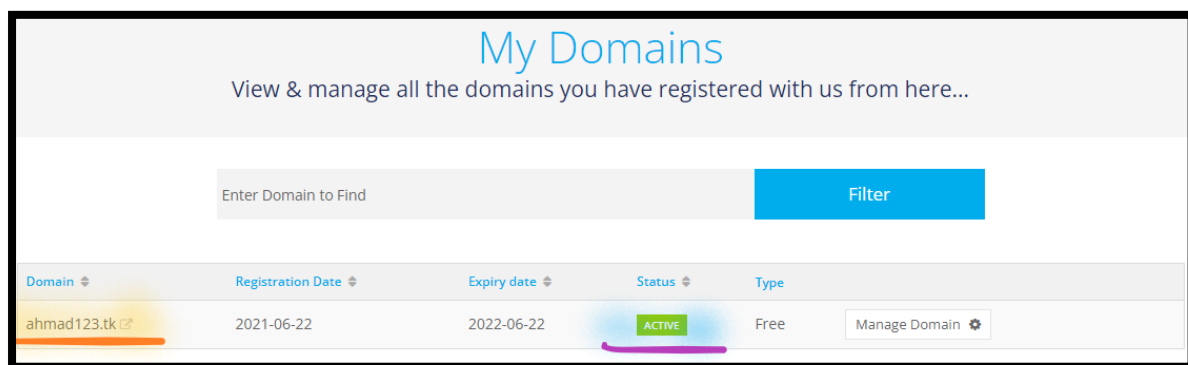 My Domains
View & manage all the domains you have registered with us from here...
Enter Domain to Find Filter
Domain Registration Date Expiry date Status Type
ahmad123.tk 2021-06-22 2022-06-22 ACTIVE Free Manage Domain